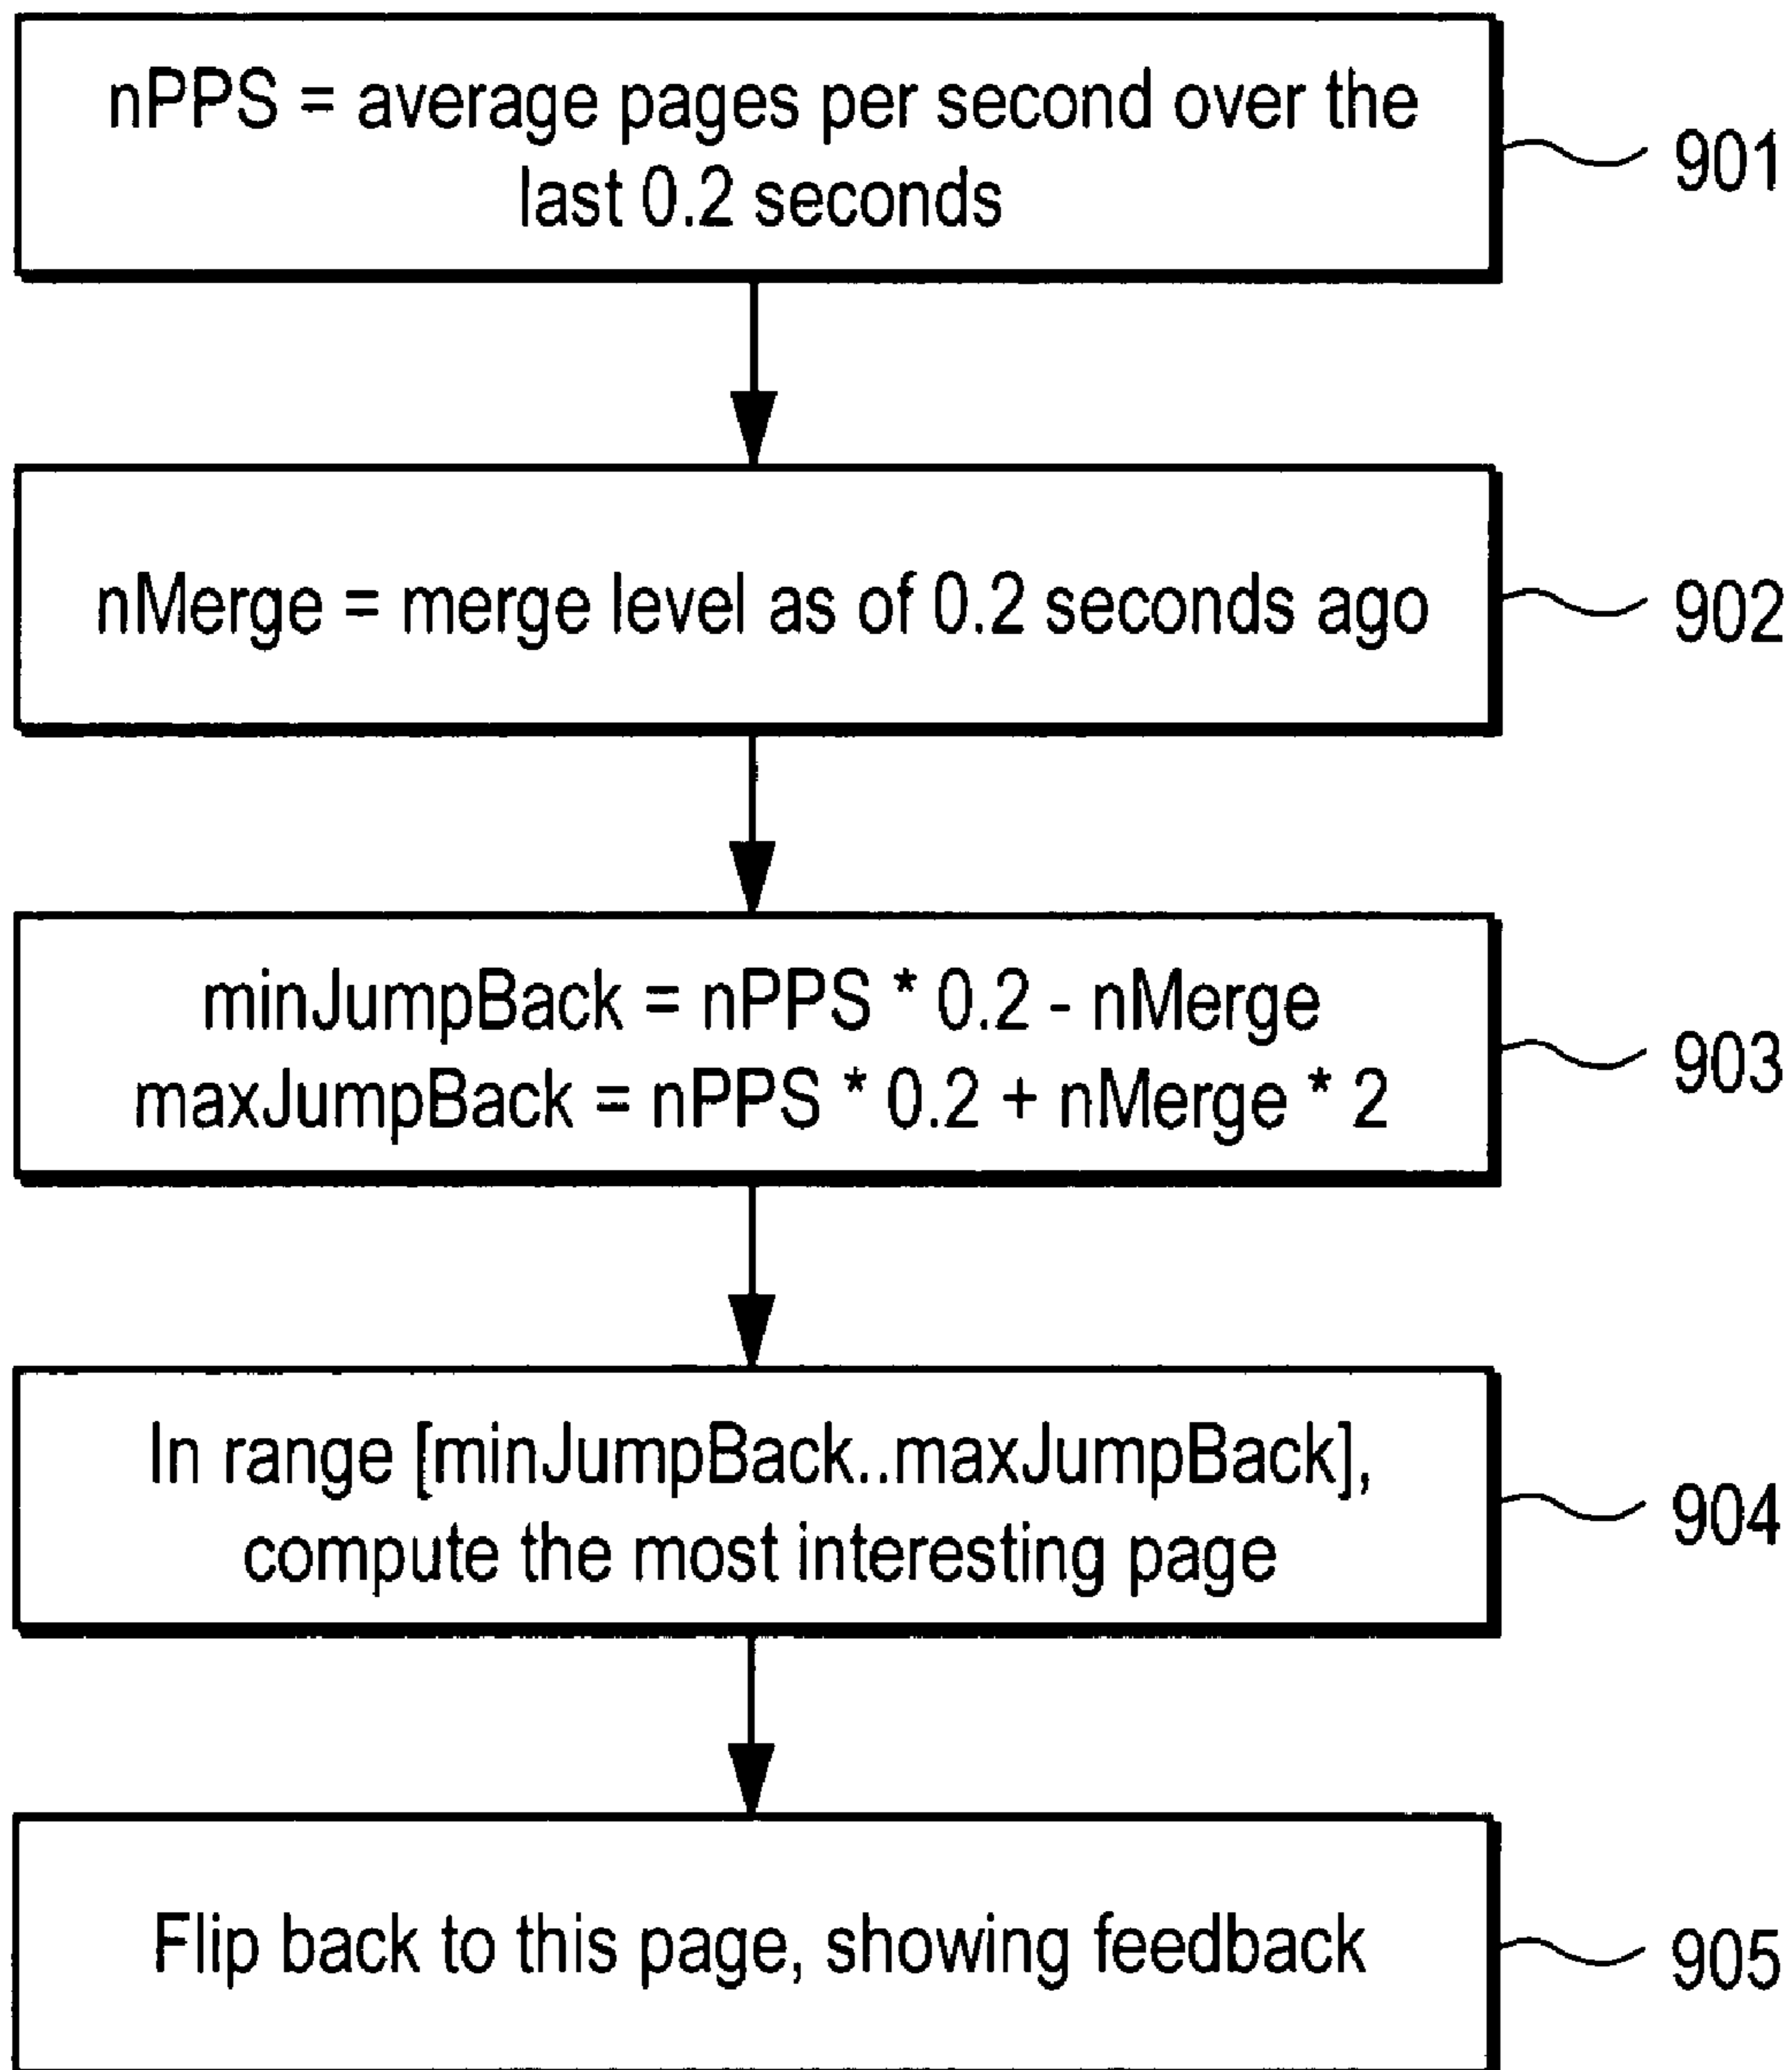 nPPS = average pages per second over the
last 0.2 seconds
901
nMerge = merge level as of 0.2 seconds ago
902
minJumpBack = nPPS * 0.2 - nMerge
maxJumpBack = nPPS * 0.2 + nMerge * 2
903
In range [minJumpBack..maxJumpBack],
compute the most interesting page
904
Flip back to this page, showing feedback
905